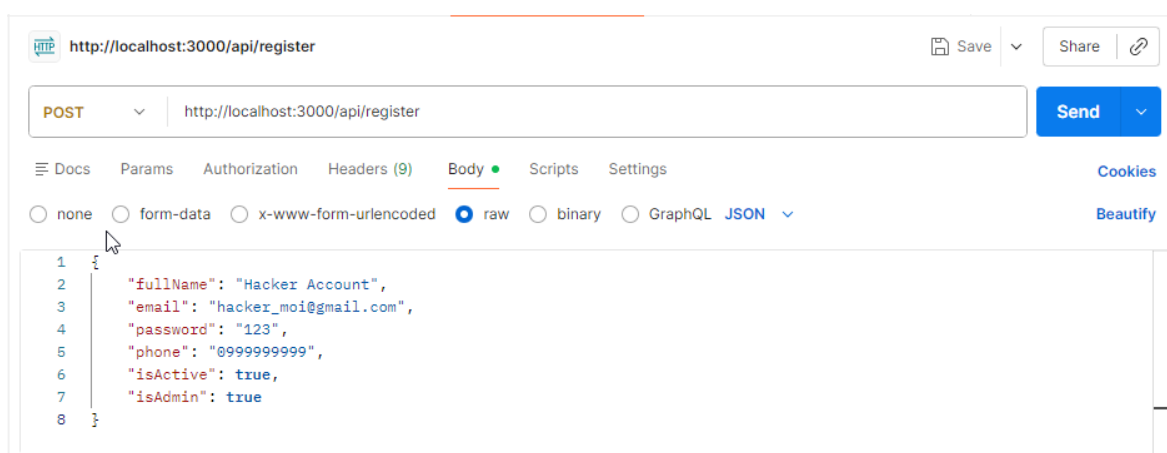 HTTP http://localhost:3000/api/register Save Share
POST http://localhost:3000/api/register Send
Docs Params Authorization Headers (9) Body Scripts Settings Cookies
none form-data x-www-form-urlencoded raw binary GraphQL JSON Beautify
1 {
2 "fullName": "Hacker Account",
3 "email": "hacker_moi@gmail.com",
4 "password": "123",
5 "phone": "0999999999",
6 "isActive": true,
7 "isAdmin": true
8 }